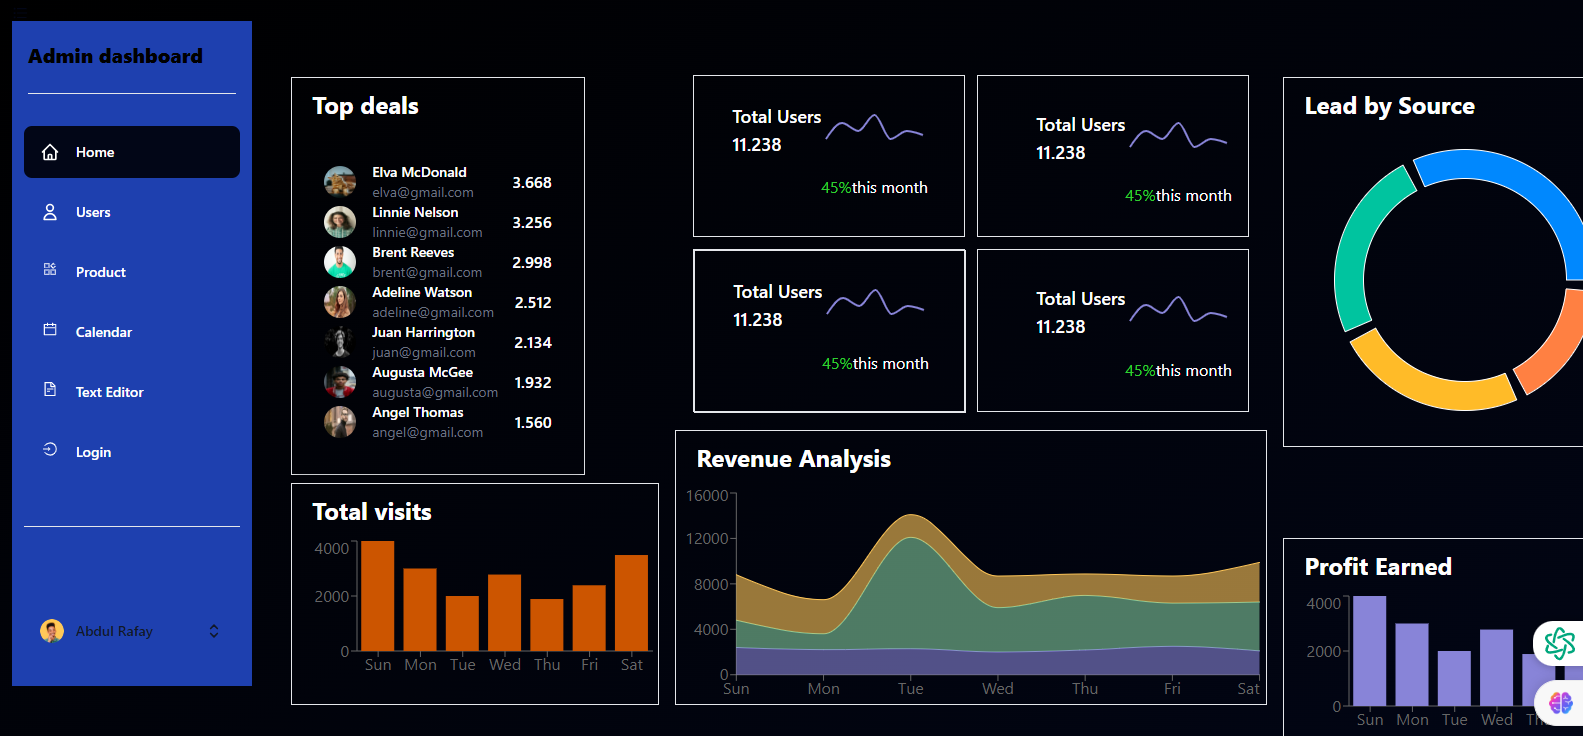 Admin dashboard
Home
Users
Product
Calendar
Text Editor
Login
Abdul Rafay
Top deals
Elva McDonald
elva@gmail.com
3.668
Linnie Nelson
linnie@gmail.com
3.256
Brent Reeves
brent@gmail.com
2.998
Adeline Watson
adeline@gmail.com
2.512
Juan Harrington
juan@gmail.com
2.134
Augusta McGee
augusta@gmail.com
1.932
Angel Thomas
angel@gmail.com
1.560
Total visits
4000
2000
0
Sun Mon Tue Wed Thu Fri Sat
Total Users
11.238
45%this month
Total Users
11.238
45%this month
Total Users
11.238
45%this month
Total Users
11.238
45%this month
Revenue Analysis
16000
12000
8000
4000
0
Sun Mon Tue Wed Thu Fri Sat
Lead by Source
Profit Earned
4000
2000
0
Sun Mon Tue Wed